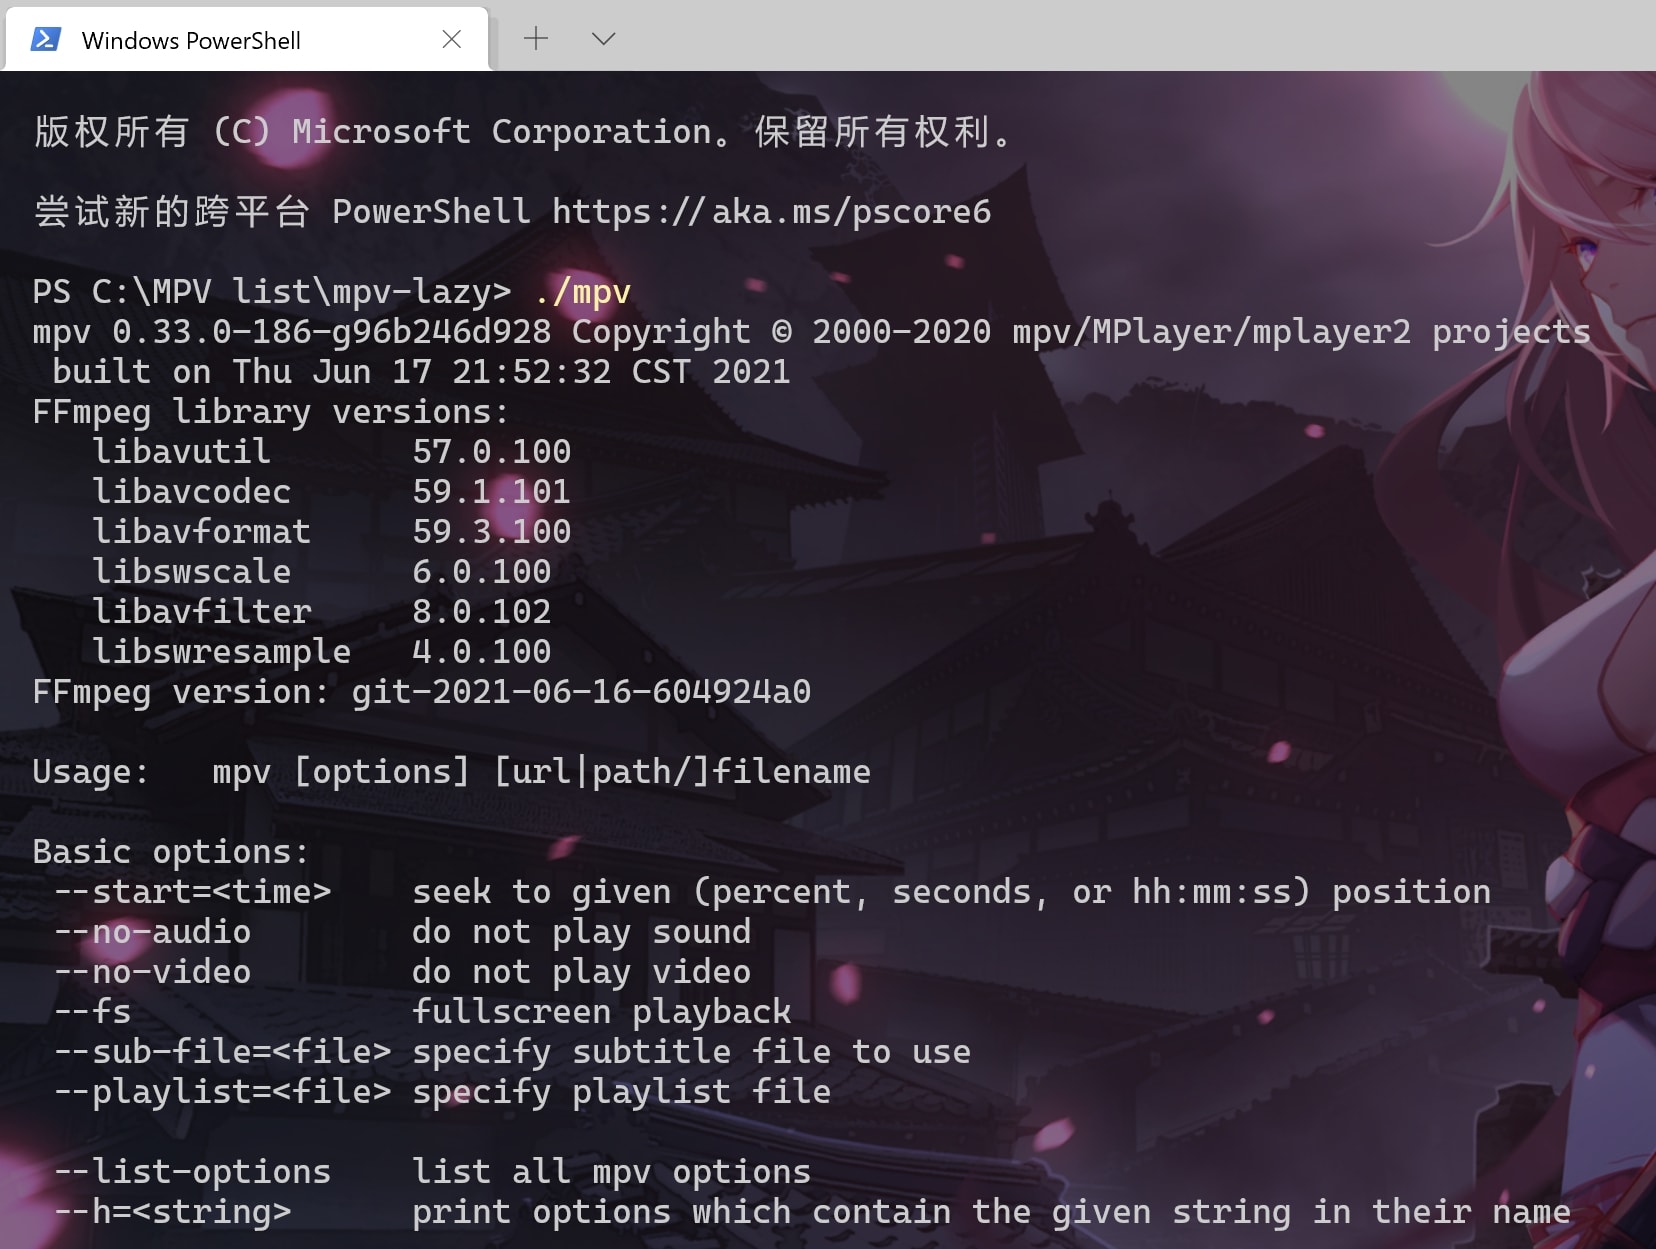 Windows PowerShell
版权所有 (C) Microsoft Corporation。保留所有权利。
尝试新的跨平台 PowerShell https://aka.ms/pscore6
PS C:\MPV list\mpv-lazy> ./mpv
mpv 0.33.0-186-g96b246d928 Copyright © 2000-2020 mpv/MPlayer/mplayer2 projects
built on Thu Jun 17 21:52:32 CST 2021
FFmpeg library versions:
libavutil 57.0.100
libavcodec 59.1.101
libavformat 59.3.100
libswscale 6.0.100
libavfilter 8.0.102
libswresample 4.0.100
FFmpeg version: git-2021-06-16-604924a0
Usage: mpv [options] [url|path/]filename
Basic options:
--start=<time> seek to given (percent, seconds, or hh:mm:ss) position
--no-audio do not play sound
--no-video do not play video
--fs fullscreen playback
--sub-file=<file> specify subtitle file to use
--playlist=<file> specify playlist file
--list-options list all mpv options
--h=<string> print options which contain the given string in their name